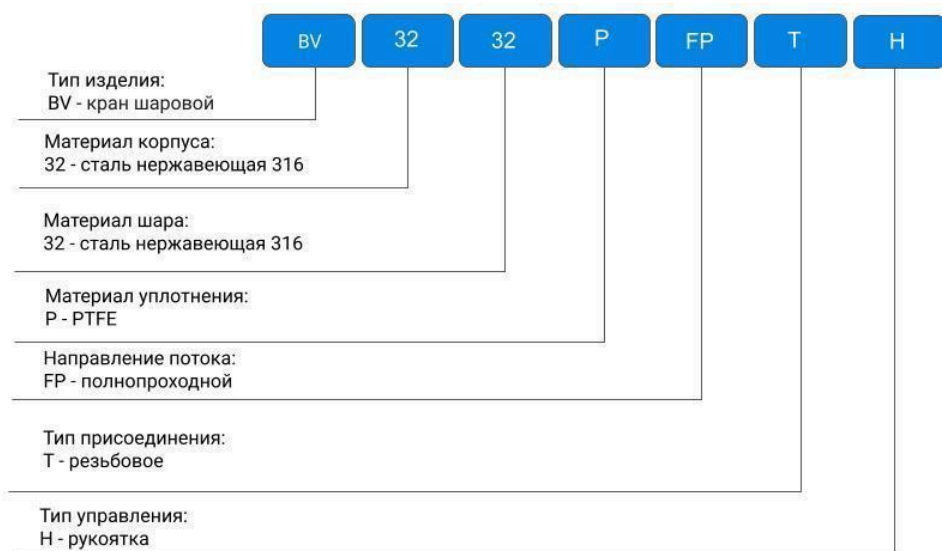 BV 32 32 P FP T H
Тип изделия:
BV - кран шаровой
Материал корпуса:
32 - сталь нержавеющая 316
Материал шара:
32 - сталь нержавеющая 316
Материал уплотнения:
P - PTFE
Направление потока:
FP - полнопроходной
Тип присоединения:
T - резьбовое
Тип управления:
H - рукоятка